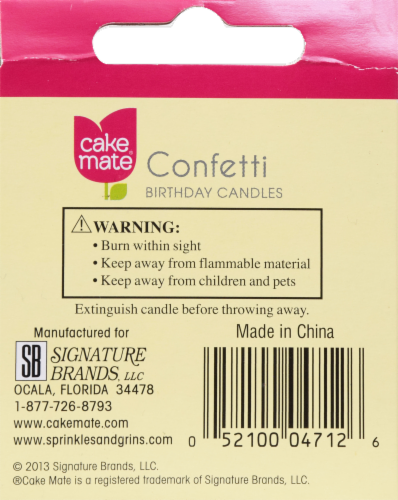 cake
mate®
Confetti
BIRTHDAY CANDLES
⚠WARNING:
• Burn within sight
• Keep away from flammable material
• Keep away from children and pets
Extinguish candle before throwing away.
Manufactured for
SB SIGNATURE
BRANDS, LLC
OCALA, FLORIDA 34478
1-877-726-8793
www.cakemate.com
www.sprinklesandgrins.com
Made in China
0 52100 04712 6
© 2013 Signature Brands, LLC.
®Cake Mate is a registered trademark of Signature Brands, LLC.